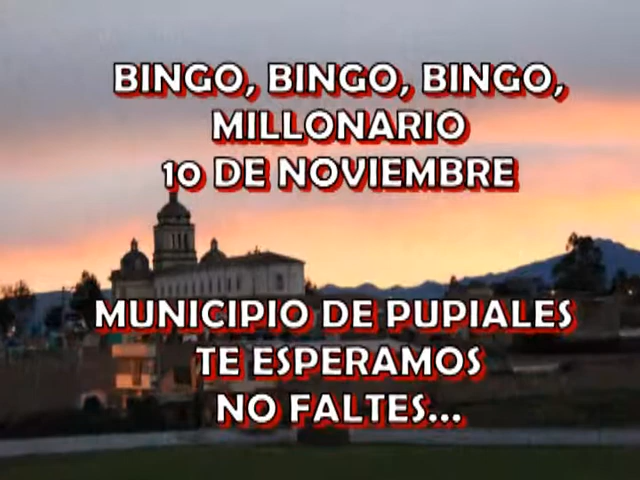 BINGO, BINGO, BINGO,
MILLONARIO
10 DE NOVIEMBRE
MUNICIPIO DE PUPIALES
TE ESPERAMOS
NO FALTES...